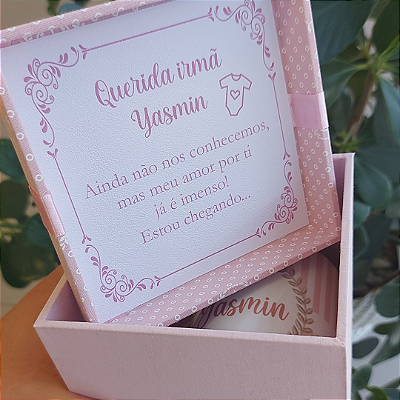 Querida irmã
Yasmin
Ainda não nos conhecemos,
mas meu amor por ti
já é imenso!
Estou chegando...
Yasmin